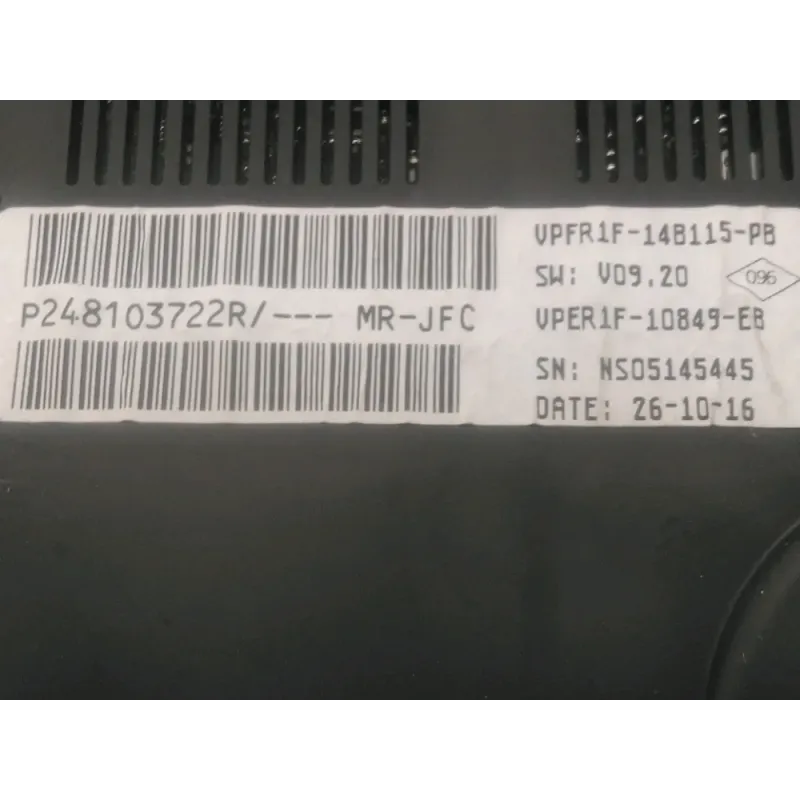 P248103722R/--- MR-JFC
VPFR1F-14B115-PB
SW: V09.20
096
VPER1F-10849-EB
SN: NS05145445
DATE: 26-10-16